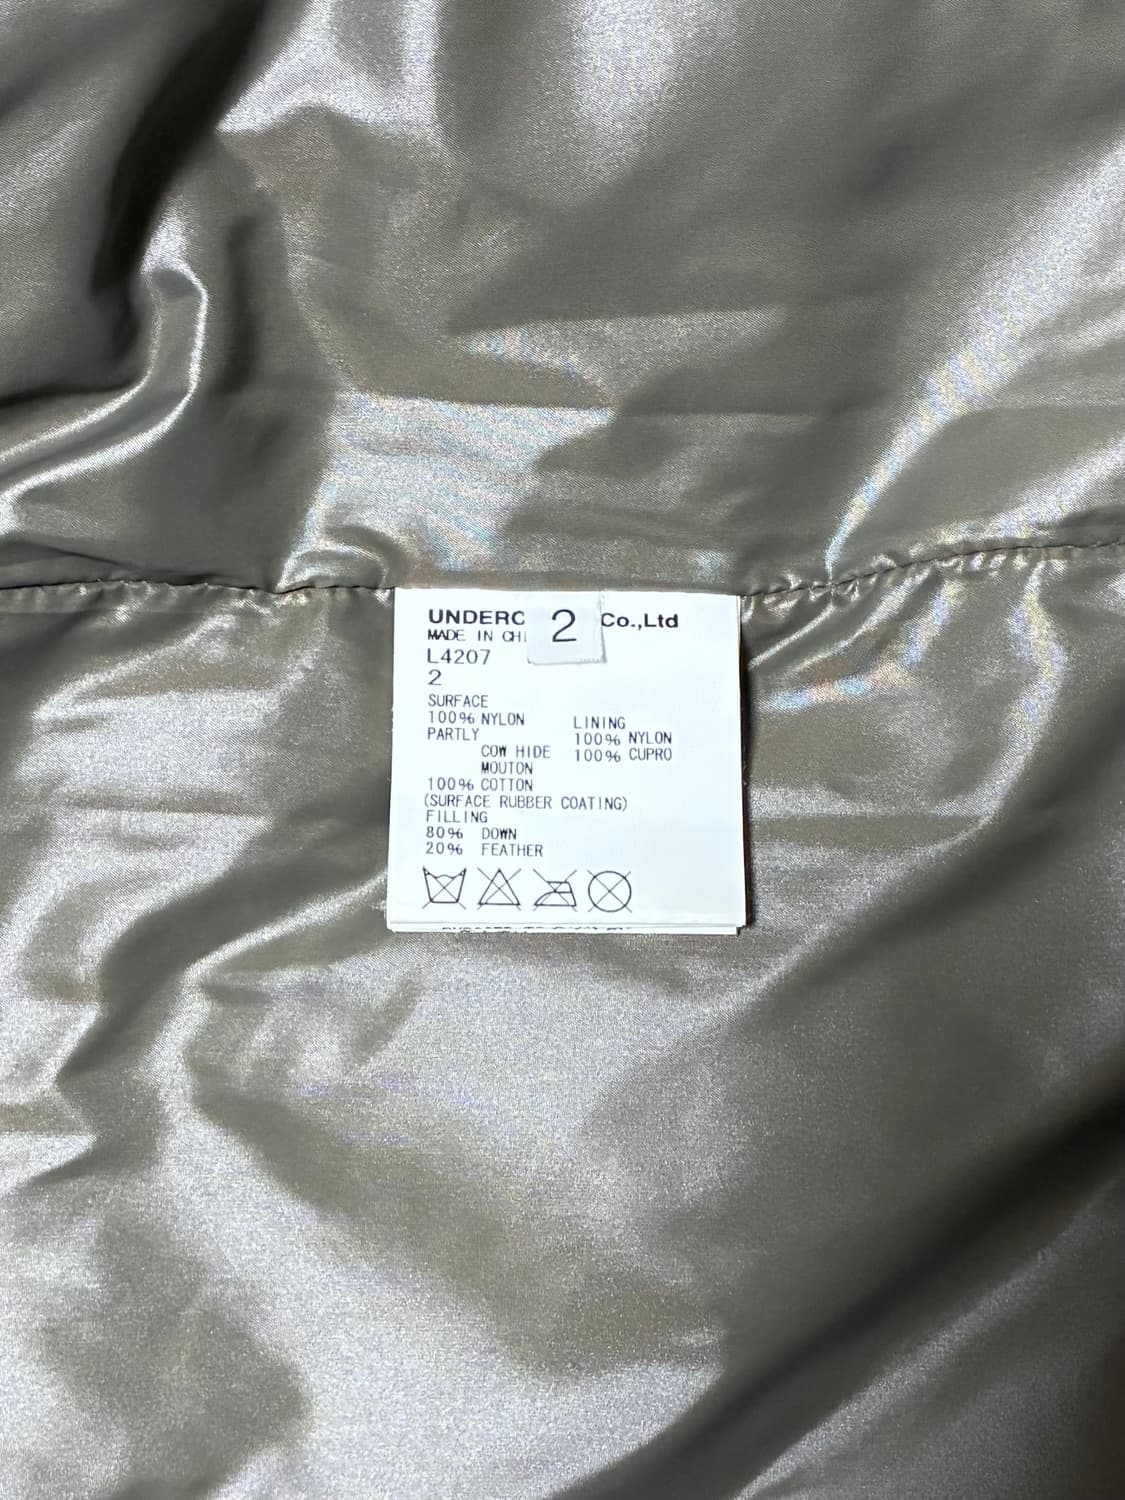 UNDERC
Co.,Ltd
MADE IN CHI
2
L4207
2
SURFACE
100% NYLON
PARTLY
COW HIDE
MOUTON
100% COTTON
(SURFACE RUBBER COATING)
FILLING
80% DOWN
20% FEATHER
LINING
100% NYLON
100% CUPRO